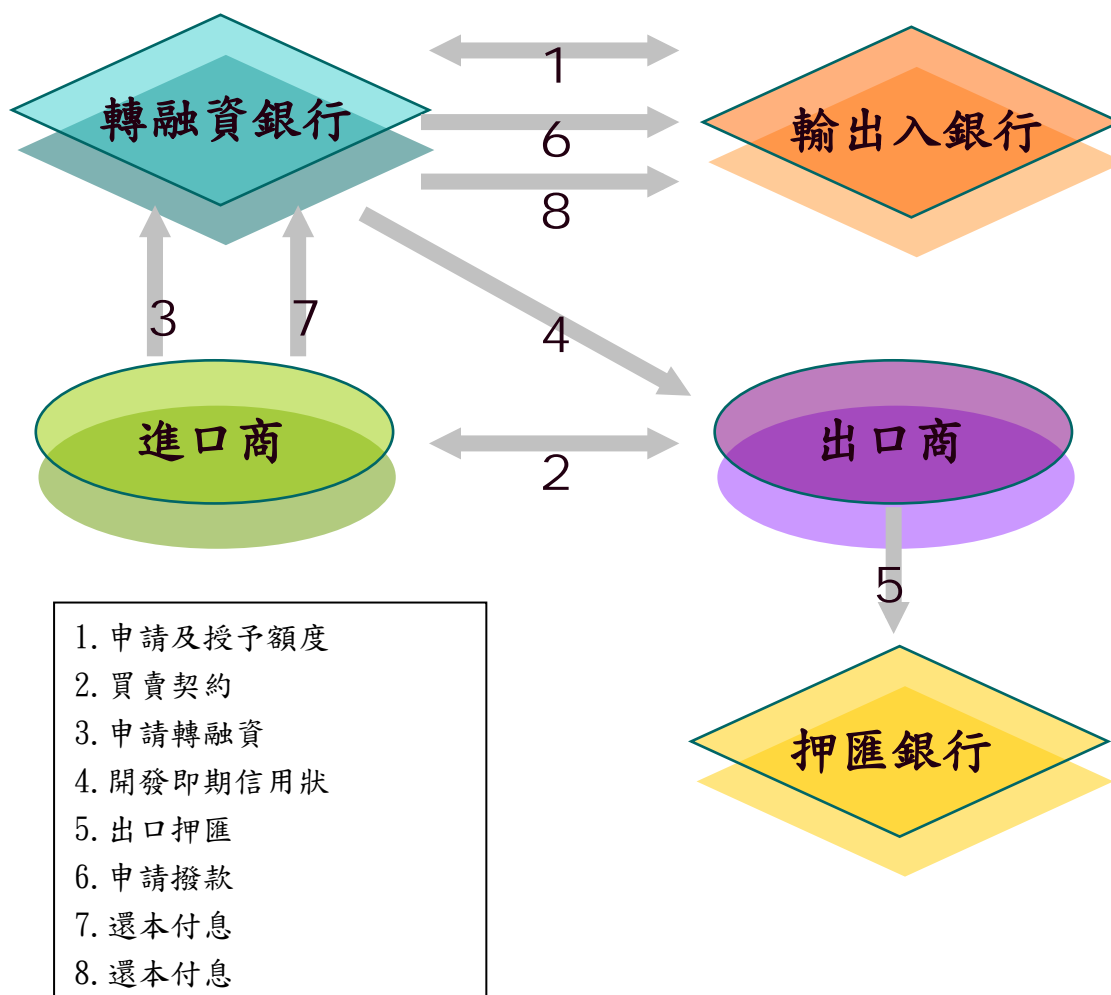 轉融資銀行
1
輸出入銀行
6
8
3
7
4
進口商
2
出口商
5
押匯銀行
1.申請及授予額度
2.買賣契約
3.申請轉融資
4.開發即期信用狀
5.出口押匯
6.申請撥款
7.還本付息
8.還本付息